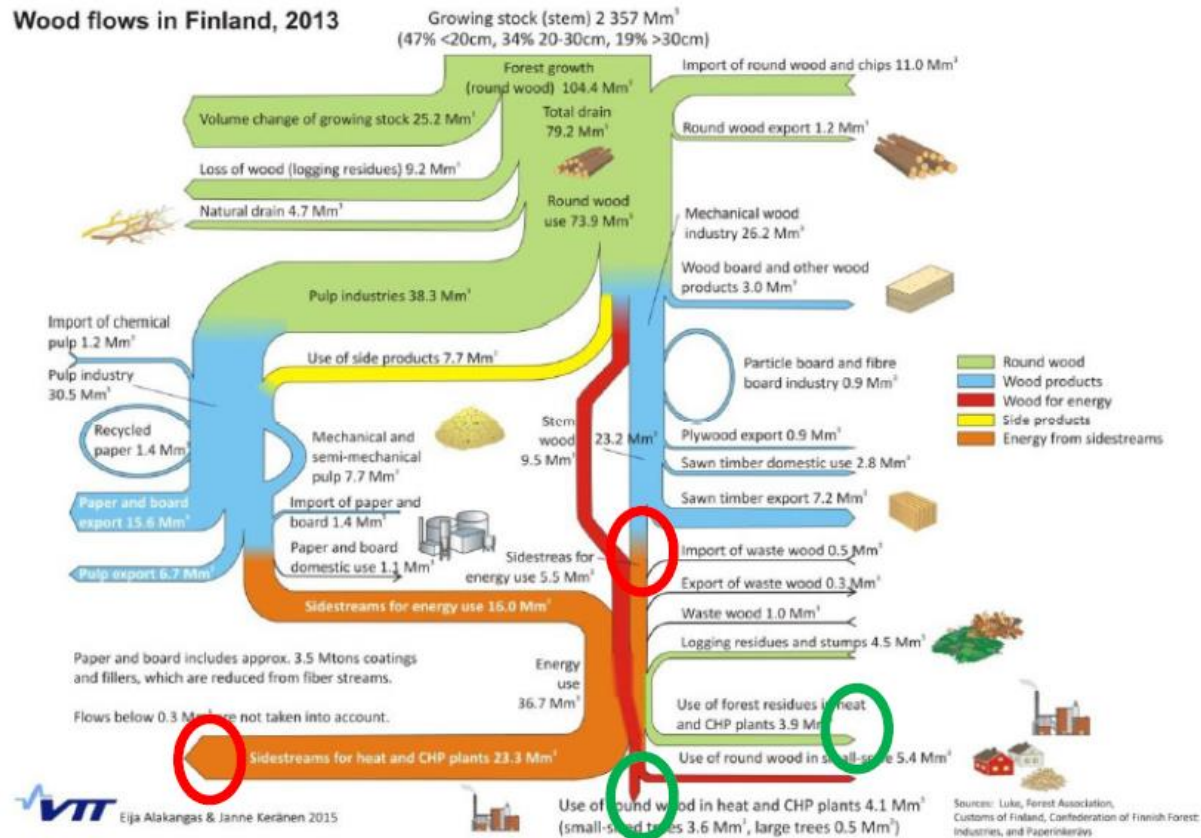 Wood flows in Finland, 2013
Growing stock (stem) 2 357 Mm³
(47% <20cm, 34% 20-30cm, 19% >30cm)
Forest growth
(round wood) 104.4 Mm³
Import of round wood and chips 11.0 Mm³
Volume change of growing stock 25.2 Mm³
Total drain
79.2 Mm³
Round wood export 1.2 Mm³
Loss of wood (logging residues) 9.2 Mm³
Natural drain 4.7 Mm³
Round wood
use 73.9 Mm³
Mechanical wood
industry 26.2 Mm³
Wood board and other wood
products 3.0 Mm³
Pulp industries 38.3 Mm³
Import of chemical
pulp 1.2 Mm³
Use of side products 7.7 Mm³
Pulp industry
30.5 Mm³
Particle board and fibre
board industry 0.9 Mm³
Round wood
Wood products
Wood for energy
Side products
Energy from sidestreams
Recycled
paper 1.4 Mm³
Mechanical and
semi-mechanical
pulp 7.7 Mm³
Stem
wood
9.5 Mm³
23.2 Mm³
Plywood export 0.9 Mm³
Sawn timber domestic use 2.8 Mm³
Sawn timber export 7.2 Mm³
Paper and board
export 15.6 Mm³
Import of paper and
board 1.4 Mm³
Paper and board
domestic use 1.1 Mm³
Pulp export 6.7 Mm³
Sidestreas for
energy use 5.5 Mm³
Import of waste wood 0.5 Mm³
Export of waste wood 0.3 Mm³
Waste wood 1.0 Mm³
Logging residues and stumps 4.5 Mm³
Sidestreams for energy use 16.0 Mm³
Paper and board includes approx. 3.5 Mtons coatings
and fillers, which are reduced from fiber streams.
Flows below 0.3 Mm³ are not taken into account.
Energy
use
36.7 Mm³
Use of forest residues in heat
and CHP plants 3.9 Mm³
Sidestreams for heat and CHP plants 23.3 Mm³
Use of round wood in small-size 5.4 Mm³
Use of round wood in heat and CHP plants 4.1 Mm³
(small-sized trees 3.6 Mm³, large trees 0.5 Mm³)
VTT
Eija Alakangas & Janne Keränen 2015
Sources: Luke, Forest Association,
Customs of Finland, Confederation of Finnish Forest
Industries, and Paperinkeräys